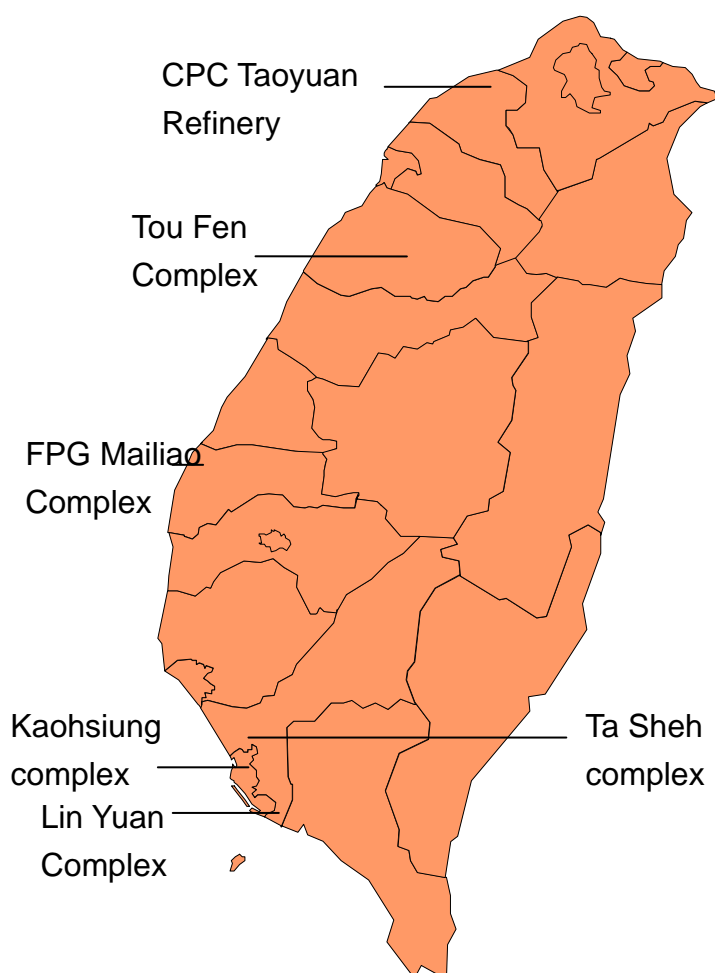 CPC Taoyuan
Refinery
Tou Fen
Complex
FPG Mailiao
Complex
Kaohsiung
complex
Ta Sheh
complex
Lin Yuan
Complex